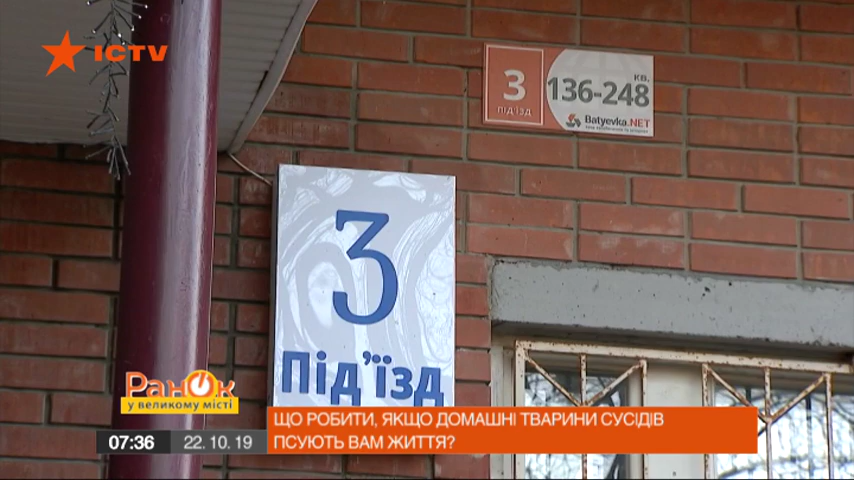 ICTV
3
під'їзд
кв.
136-248
Batyevka.NET
3
Під'їзд
Ранок
у великому місті
07:36
22.10.19
ЩО РОБИТИ, ЯКЩО ДОМАШНІ ТВАРИНИ СУСІДІВ
ПСУЮТЬ ВАМ ЖИТТЯ?